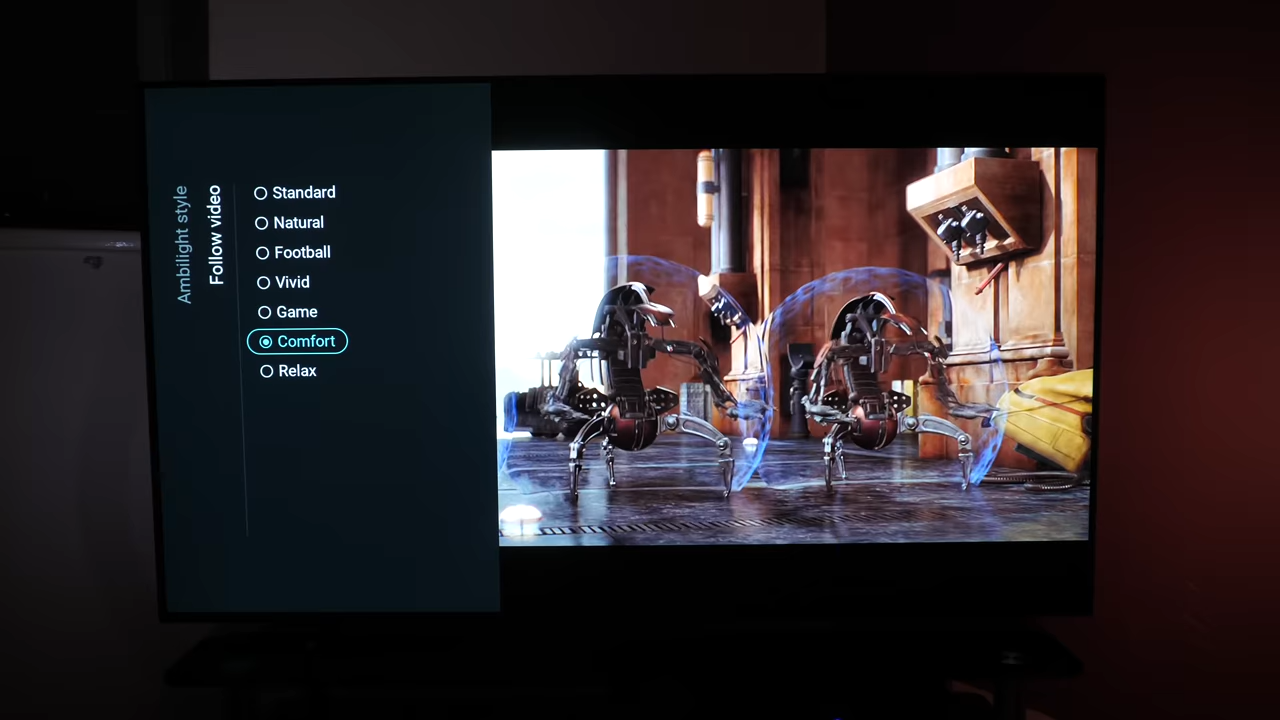 Ambilight style
Follow video
Standard
Natural
Football
Vivid
Game
Comfort
Relax